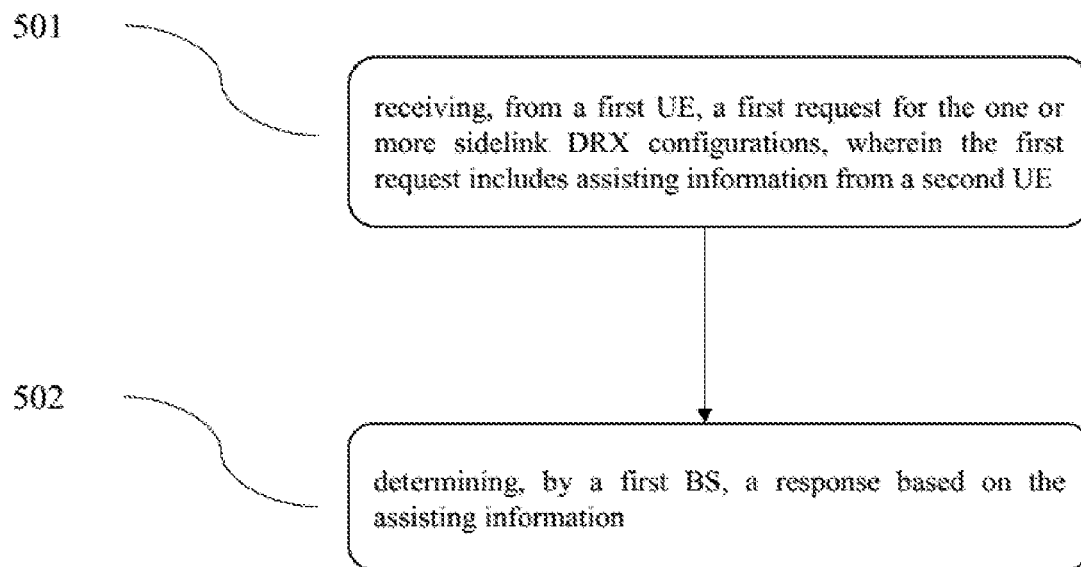 501
receiving, from a first UE, a first request for the one or
more sidelink DRX configurations, wherein the first
request includes assisting information from a second UE
502
determining, by a first BS, a response based on the
assisting information